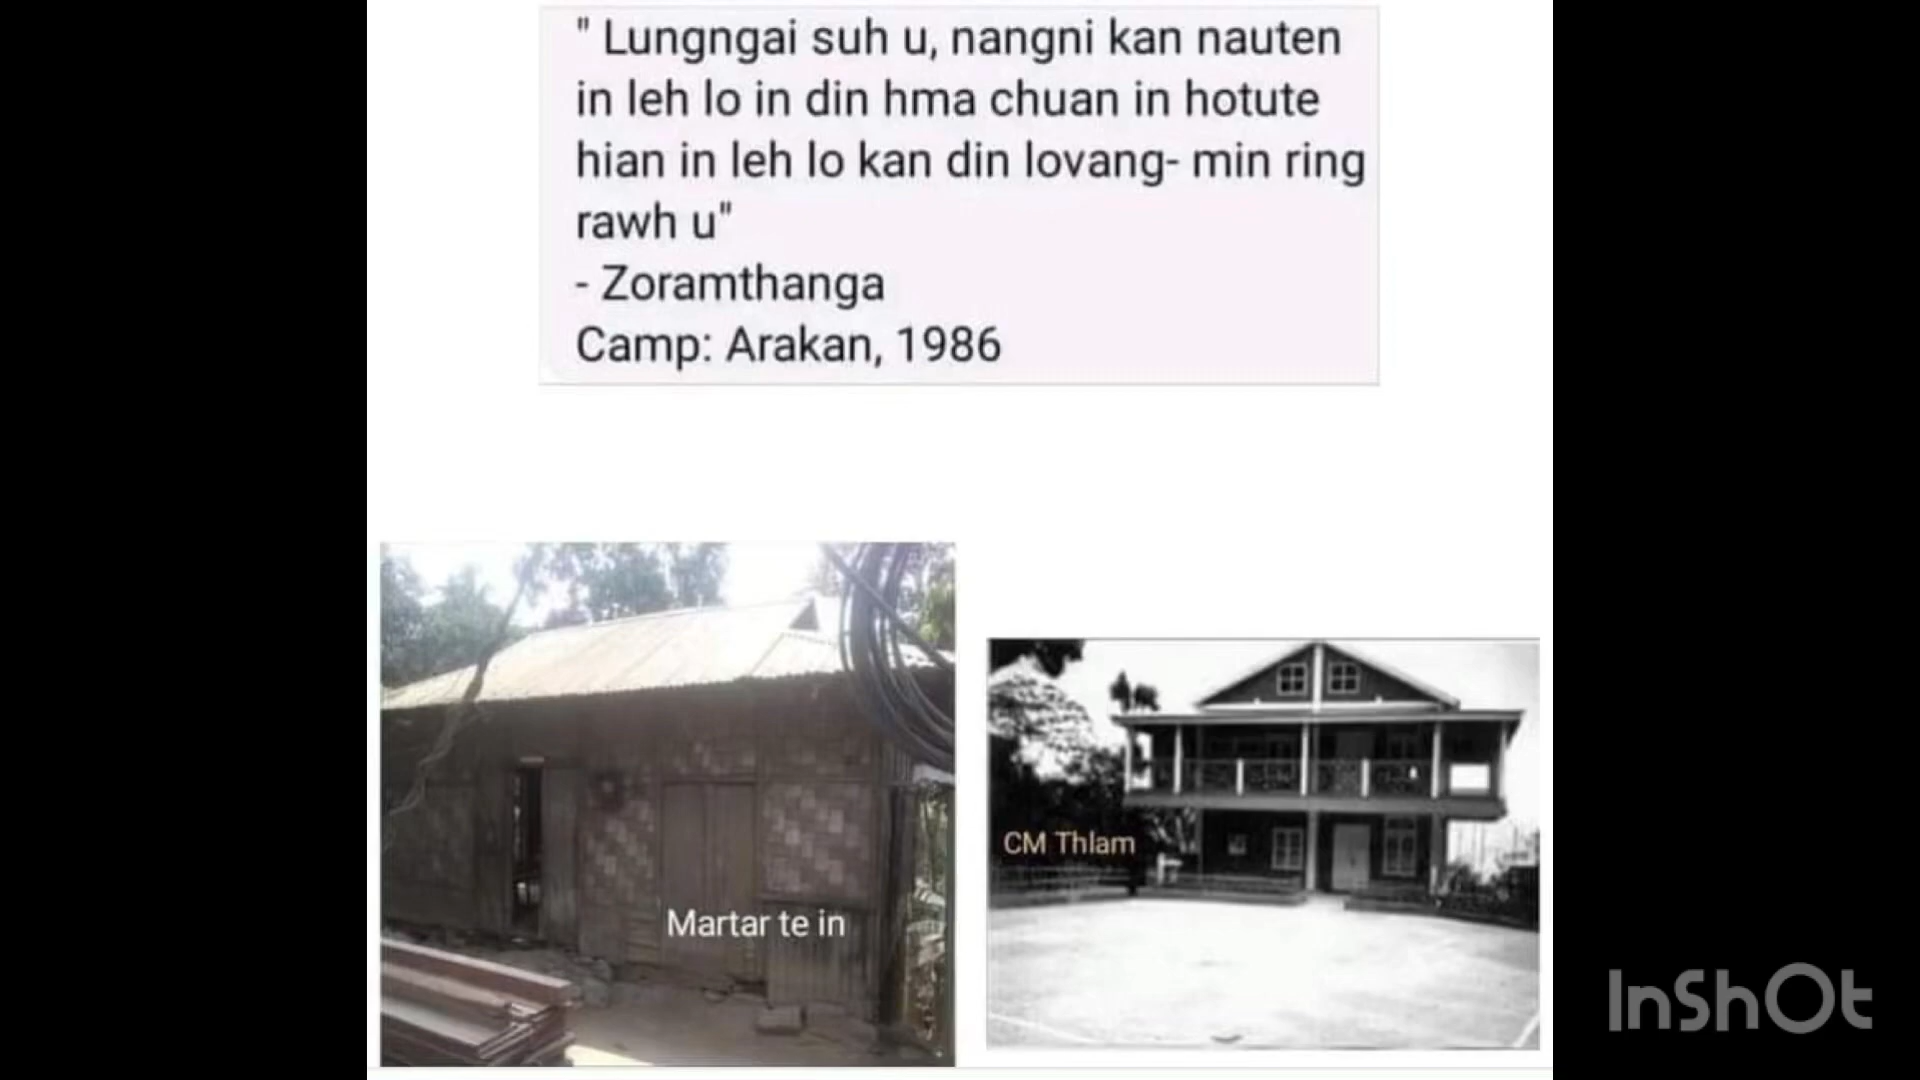 " Lungngai suh u, nangni kan nauten
in leh lo in din hma chuan in hotute
hian in leh lo kan din lovang- min ring
rawh u"
- Zoramthanga
Camp: Arakan, 1986
CM Thlam
Martar te in
InShOt